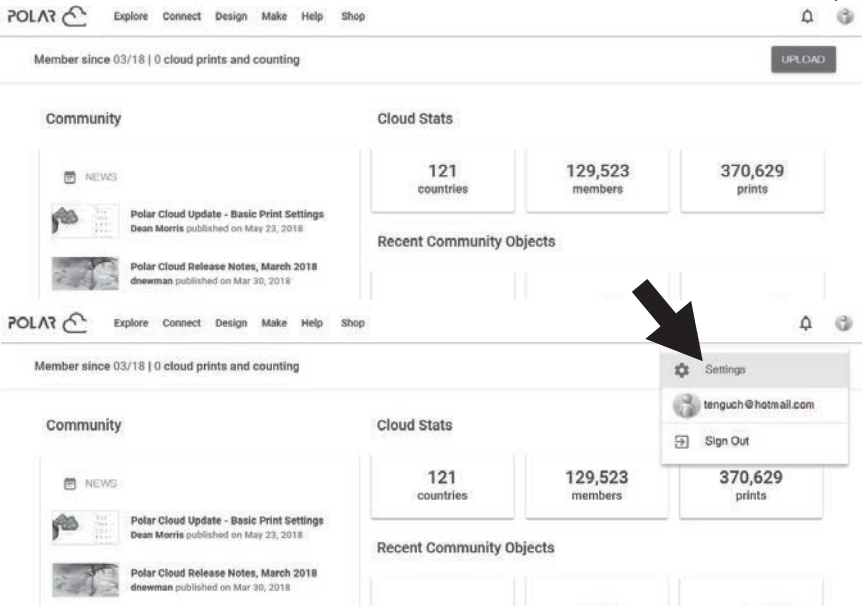 POLAR Explore Connect Design Make Help Shop
Member since 03/18 | 0 cloud prints and counting UPLOAD
Community Cloud Stats
NEWS
121 129,523 370,629
countries members prints
Polar Cloud Update - Basic Print Settings
Dean Morris published on May 23, 2018
Recent Community Objects
Polar Cloud Release Notes, March 2018
dnewman published on Mar 30, 2018
POLAR Explore Connect Design Make Help Shop
Member since 03/18 | 0 cloud prints and counting
Settings
tenguch@hotmail.com
Sign Out
Community Cloud Stats
NEWS
121 129,523 370,629
countries members prints
Polar Cloud Update - Basic Print Settings
Dean Morris published on May 23, 2018
Recent Community Objects
Polar Cloud Release Notes, March 2018
dnewman published on Mar 30, 2018